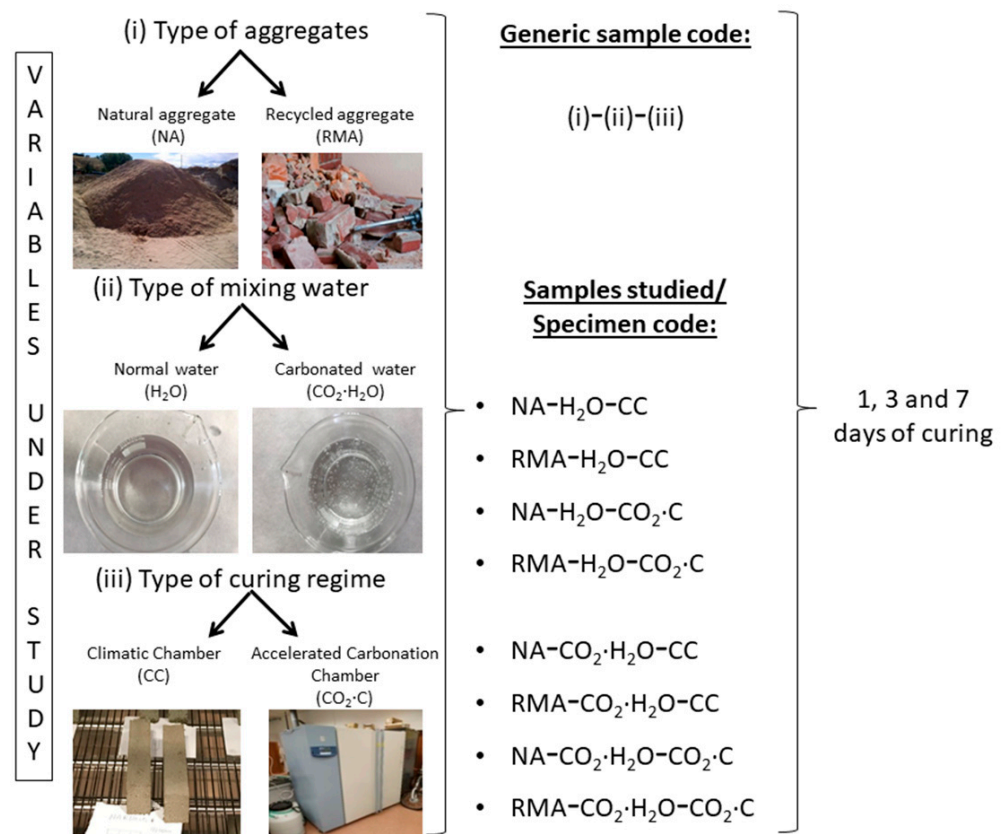 VARIABLES UNDER STUDY
(i) Type of aggregates
Natural aggregate
(NA)
Recycled aggregate
(RMA)
(ii) Type of mixing water
Normal water
(H₂O)
Carbonated water
(CO₂·H₂O)
(iii) Type of curing regime
Climatic Chamber
(CC)
Accelerated Carbonation
Chamber
(CO₂·C)
Generic sample code:
(i)–(ii)–(iii)
Samples studied/
Specimen code:
• NA–H₂O–CC
• RMA–H₂O–CC
• NA–H₂O–CO₂·C
• RMA–H₂O–CO₂·C
• NA–CO₂·H₂O–CC
• RMA–CO₂·H₂O–CC
• NA–CO₂·H₂O–CO₂·C
• RMA–CO₂·H₂O–CO₂·C
1, 3 and 7
days of curing